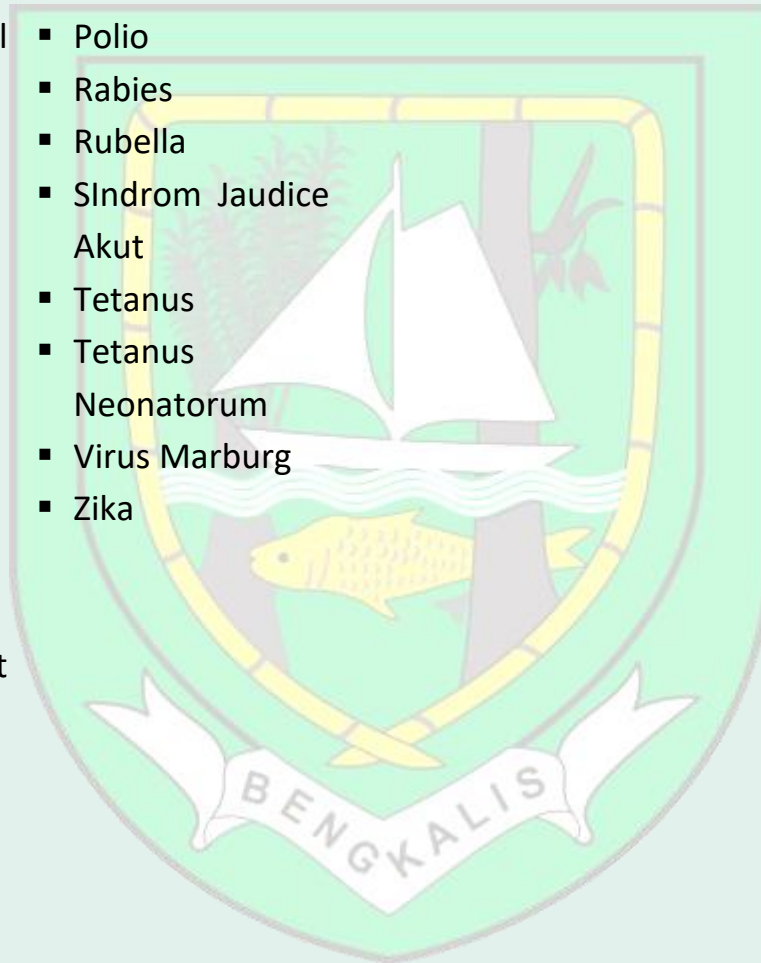 l
▪ Polio
▪ Rabies
▪ Rubella
▪ SIndrom Jaudice
Akut
▪ Tetanus
▪ Tetanus
Neonatorum
▪ Virus Marburg
▪ Zika
t
BENGKALIS